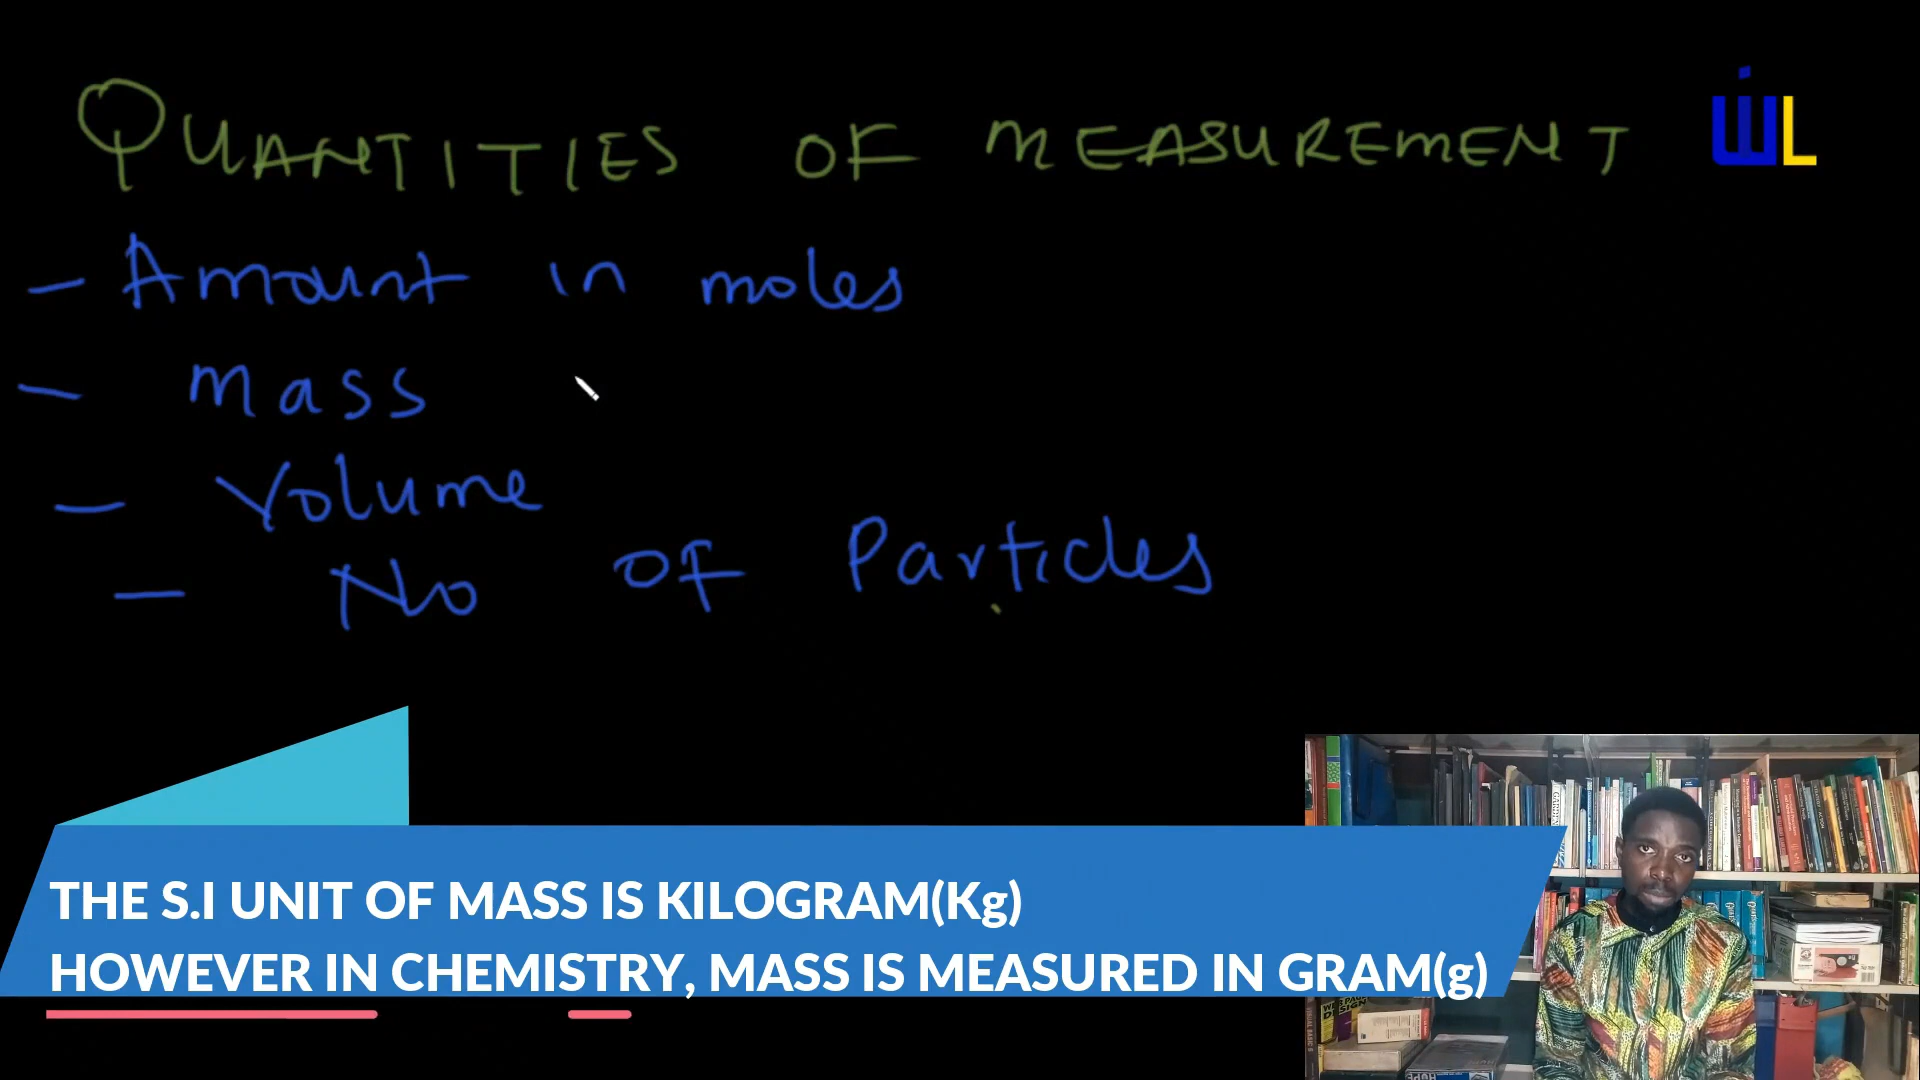 QUANTITIES OF MEASUREMENT
WL
- Amount in moles
- Mass
- Volume
- No of Particles
THE S.I UNIT OF MASS IS KILOGRAM(Kg)
HOWEVER IN CHEMISTRY, MASS IS MEASURED IN GRAM(g)